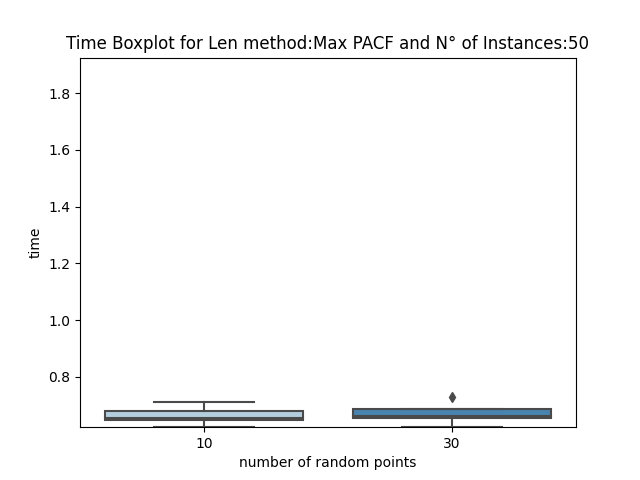 Time Boxplot for Len method:Max PACF and N° of Instances:50
1.8
1.6
1.4
1.2
1.0
0.8
time
10
30
number of random points